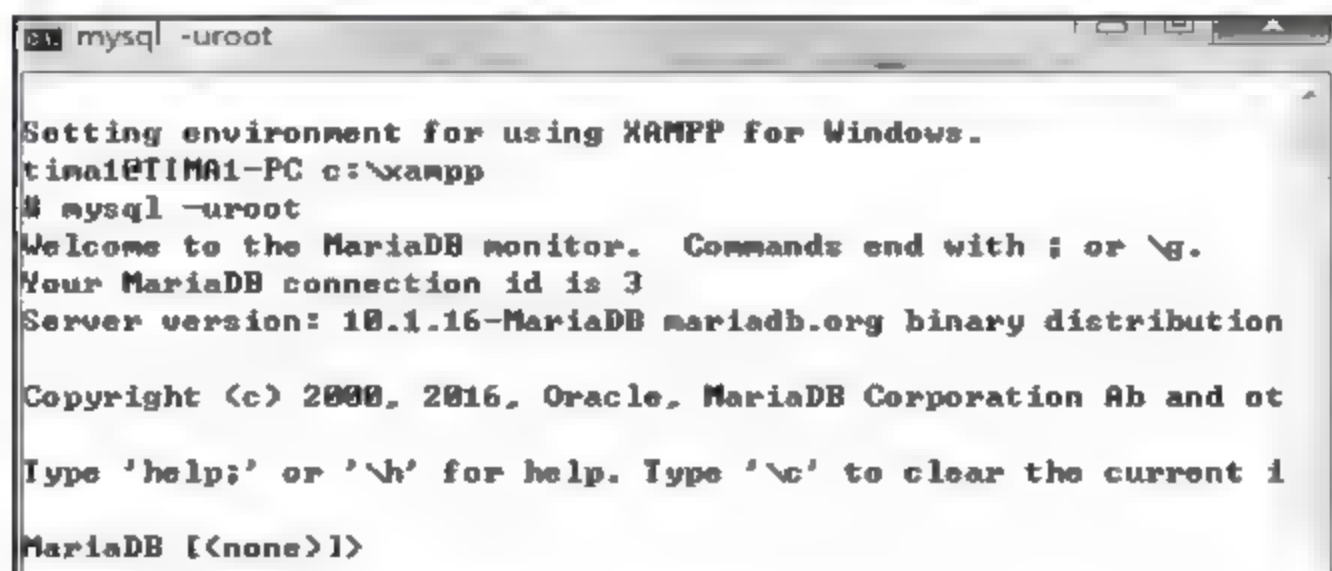 mysql -uroot
Setting environment for using XAMPP for Windows.
tima1@TIMA1-PC c:\xampp
# mysql -uroot
Welcome to the MariaDB monitor.  Commands end with ; or \g.
Your MariaDB connection id is 3
Server version: 10.1.16-MariaDB mariadb.org binary distribution
Copyright (c) 2000, 2016, Oracle, MariaDB Corporation Ab and ot
Type 'help;' or '\h' for help. Type '\c' to clear the current i
MariaDB [(none)]>